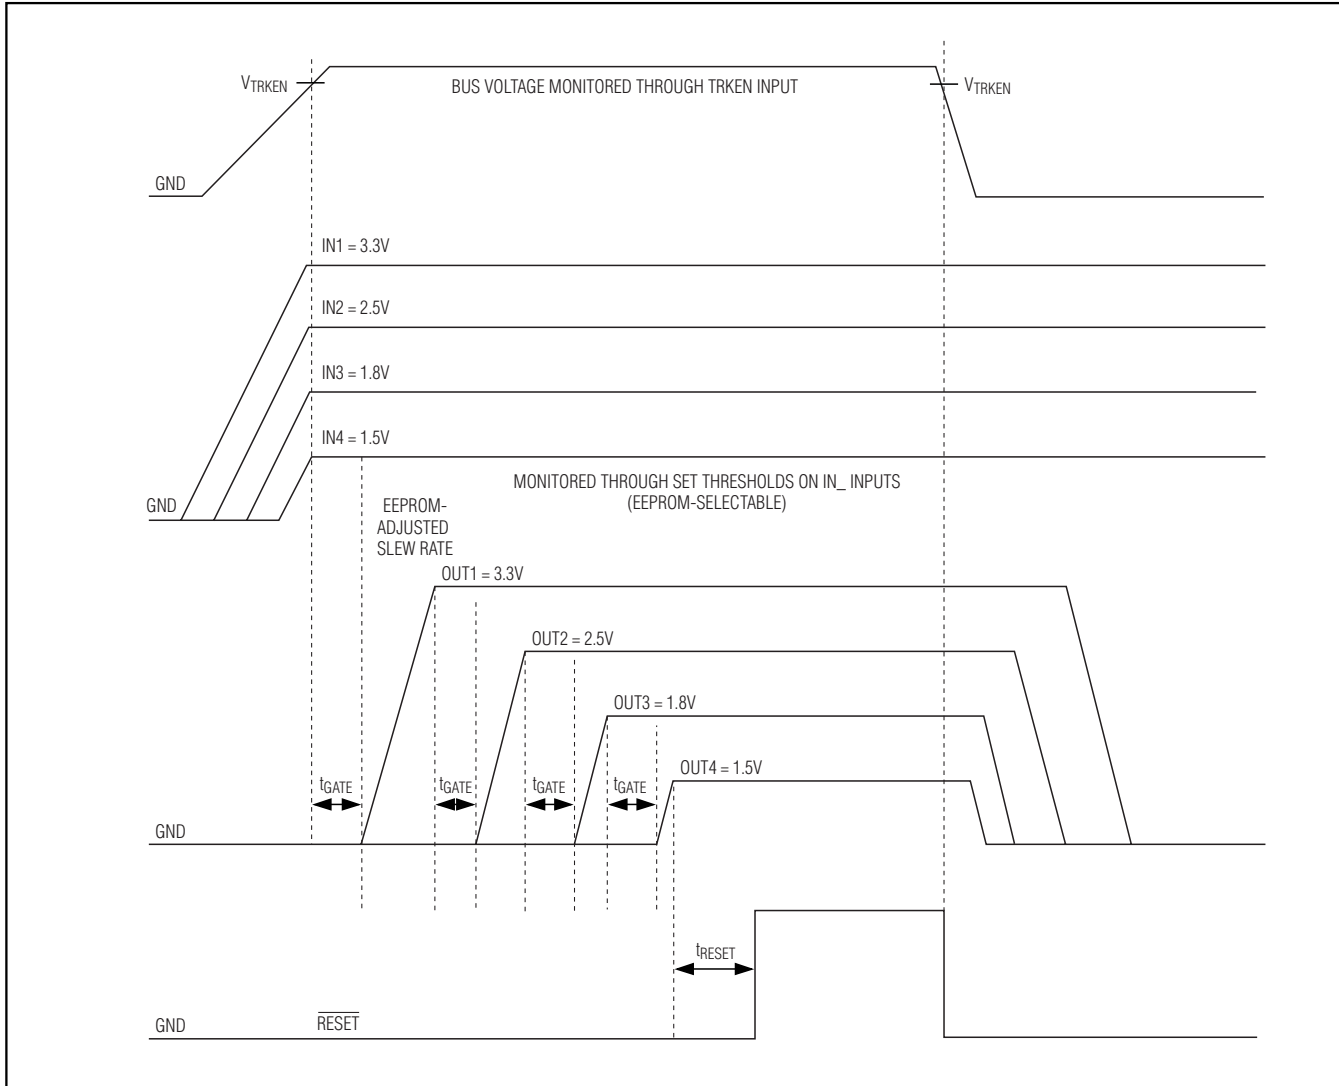 VTRKEN
BUS VOLTAGE MONITORED THROUGH TRKEN INPUT
VTRKEN
GND
IN1 = 3.3V
IN2 = 2.5V
IN3 = 1.8V
IN4 = 1.5V
MONITORED THROUGH SET THRESHOLDS ON IN_ INPUTS
(EEPROM-SELECTABLE)
GND
EEPROM-
ADJUSTED
SLEW RATE
OUT1 = 3.3V
OUT2 = 2.5V
OUT3 = 1.8V
OUT4 = 1.5V
tGATE
tGATE
tGATE
tGATE
GND
tRESET
GND
RESET